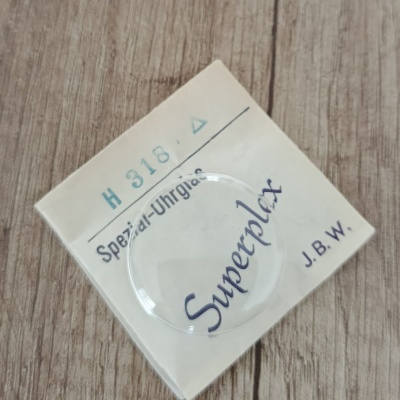 H 318 △
Spezial-Uhrglas
Superplex
J.B.W.